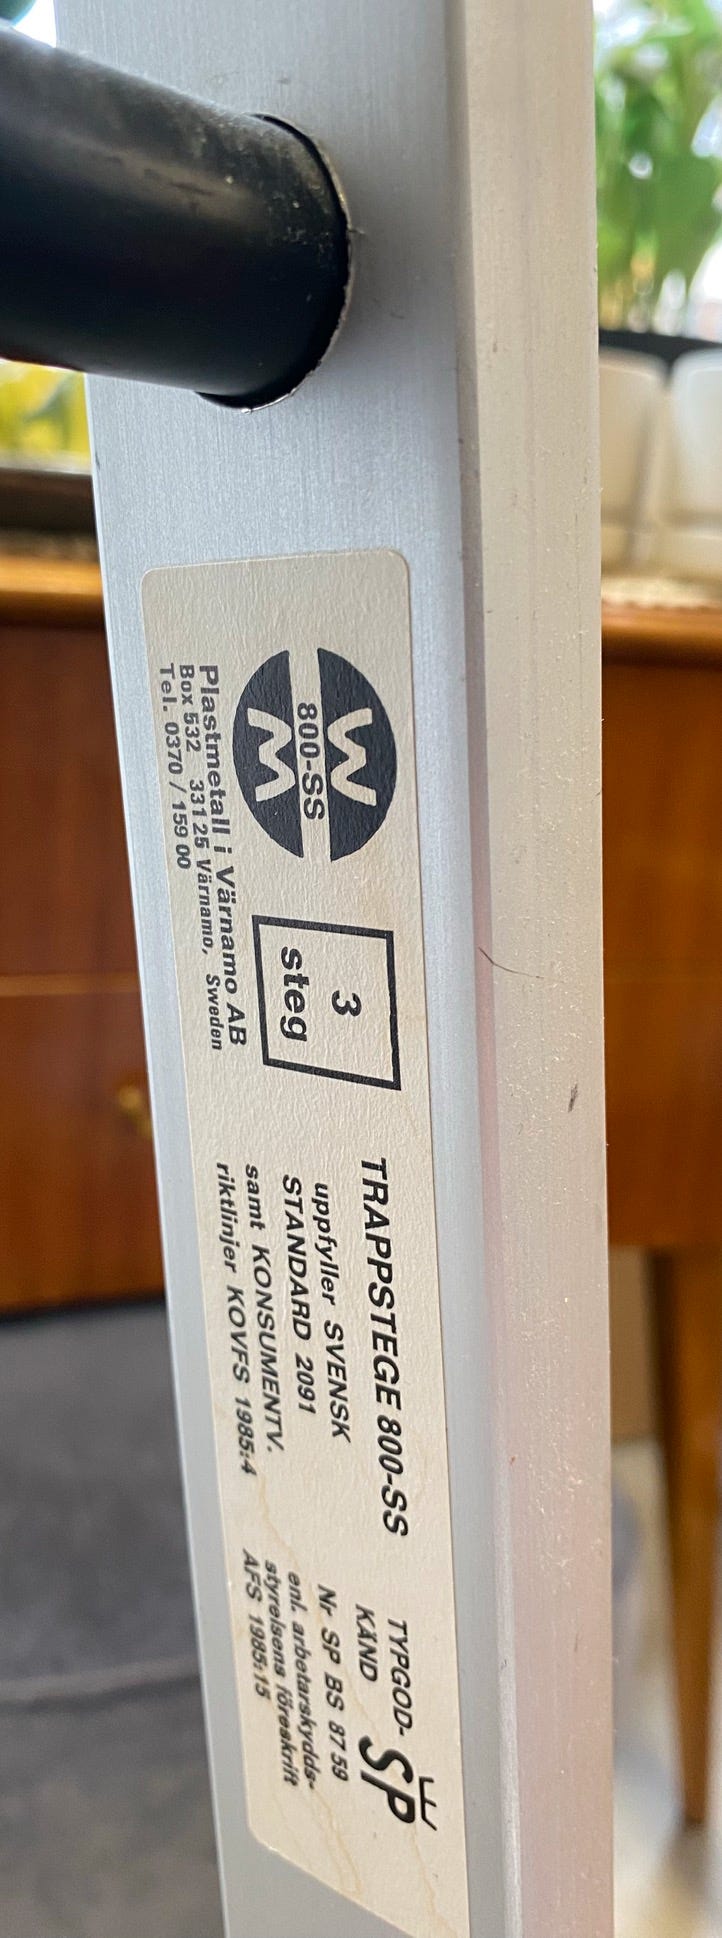 W
800-SS
M
Plastmetall i Värnamo AB
Box 532 331 25 Värnamo, Sweden
Tel. 0370 / 159 00
3
steg
TRAPPSTEGE 800-SS
uppfyller SVENSK
STANDARD 2091
samt KONSUMENTV.
riktlinjer KOVFS 1985:4
TYPGOD-
KÄND
SP
Nr SP BS 87 59
enl. arbetarskydds-
styrelsens föreskrift
AFS 1985:15